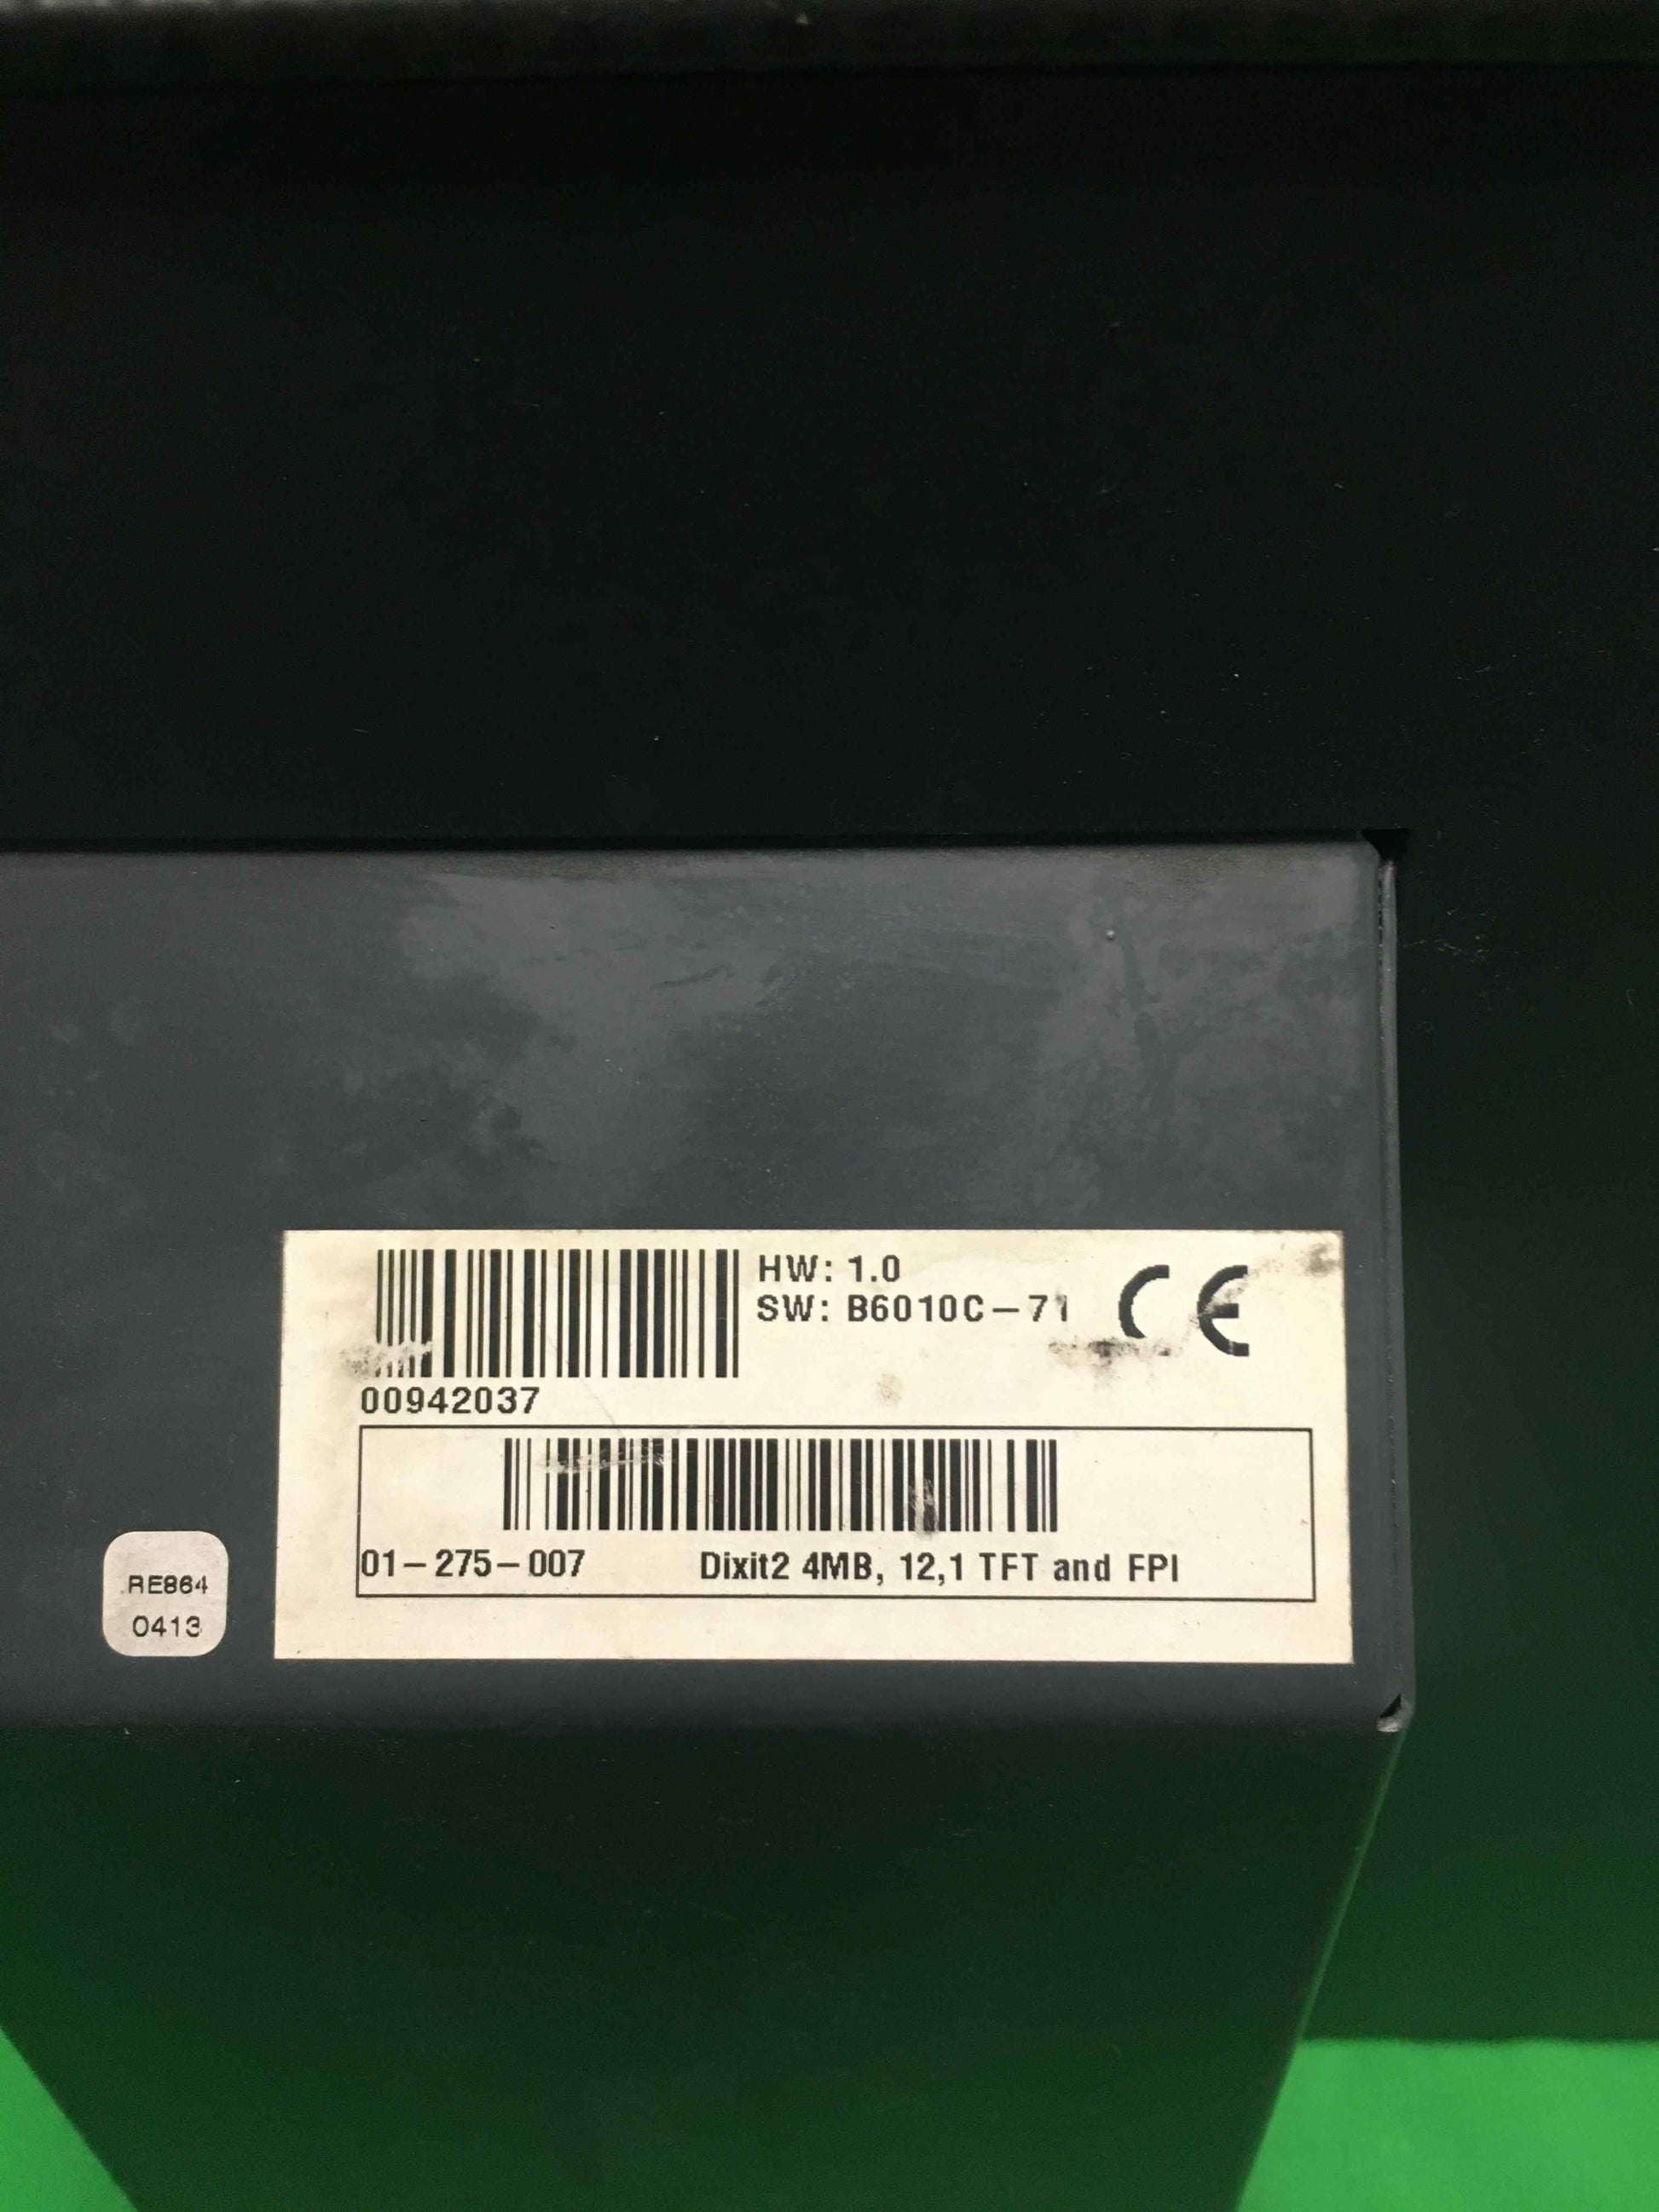 HW: 1.0
SW: B6010C-71
CE
00942037
01-275-007 Dixit2 4MB, 12,1 TFT and FPI
RE864
0413